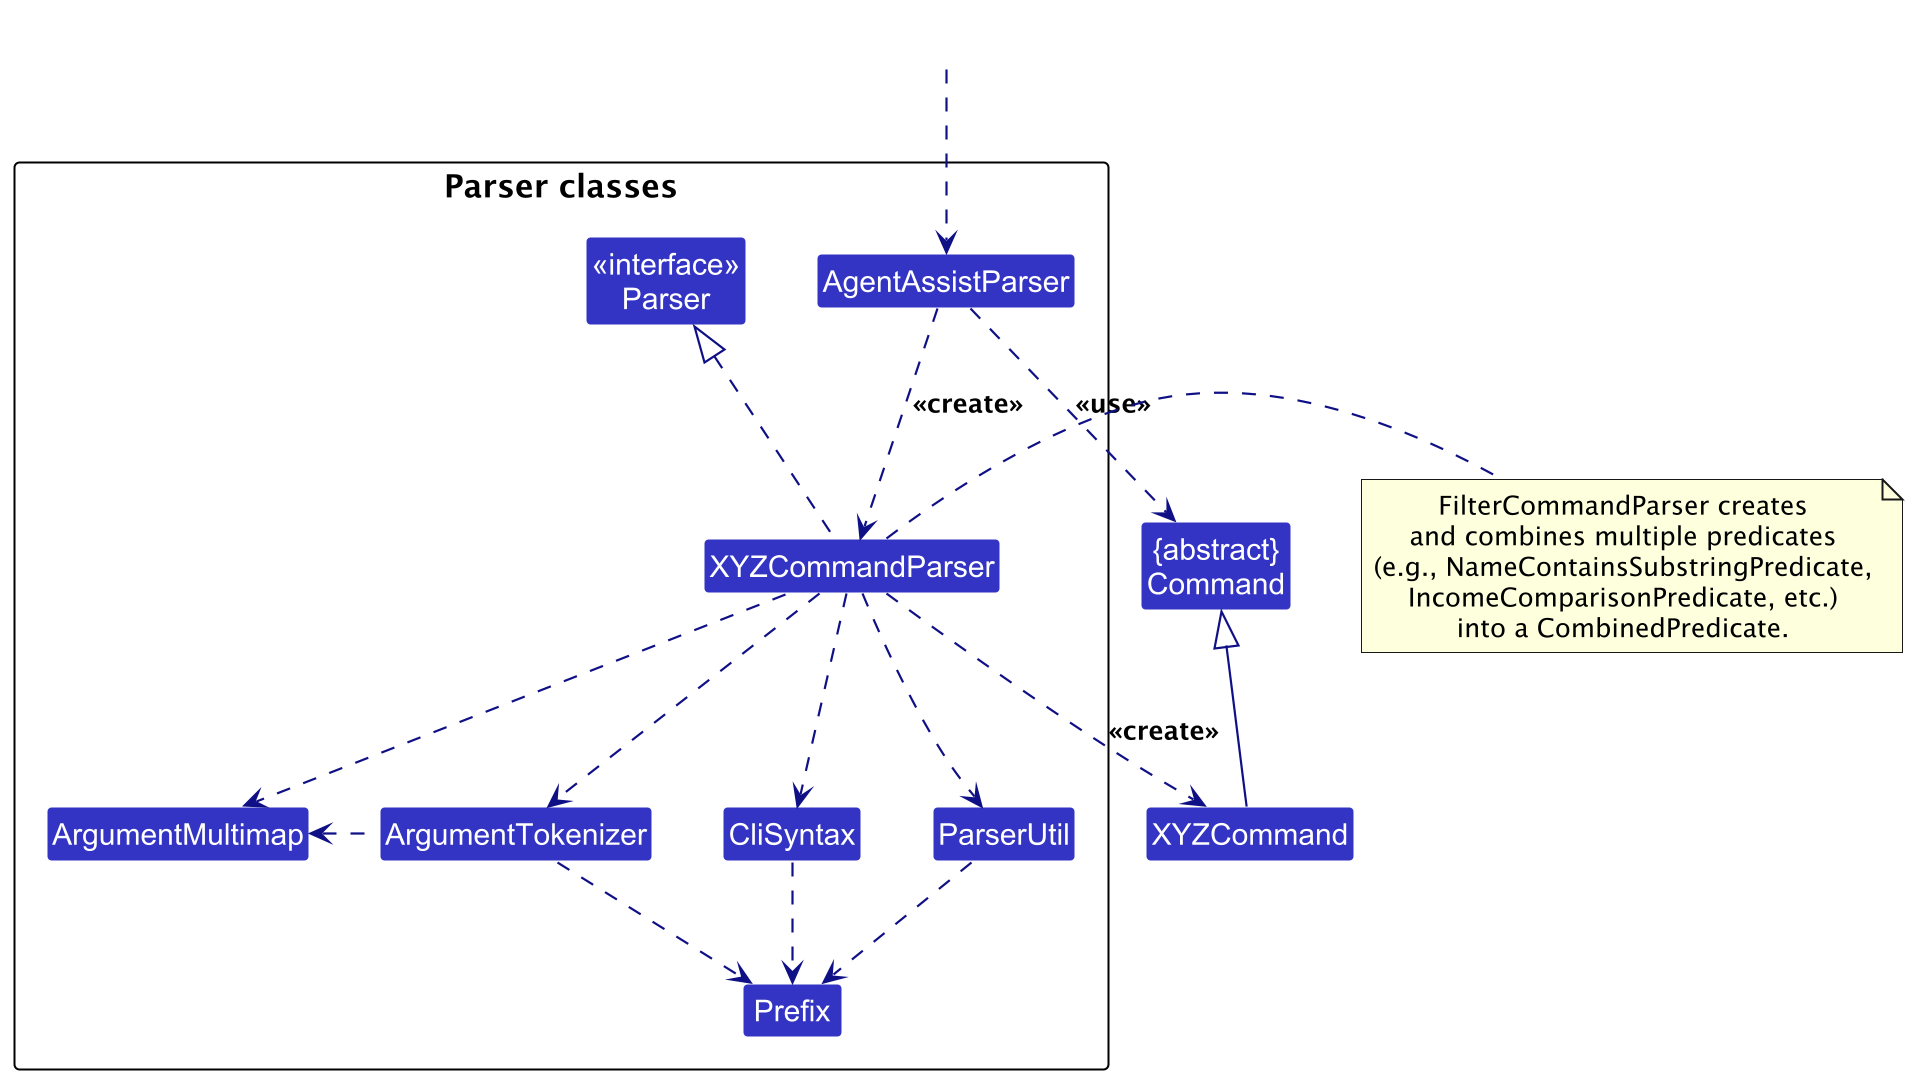 Parser classes
«interface»
Parser
AgentAssistParser
«create»
«use»
FilterCommandParser creates
and combines multiple predicates
(e.g., NameContainsSubstringPredicate,
IncomeComparisonPredicate, etc.)
into a CombinedPredicate.
{abstract}
Command
XYZCommandParser
«create»
ArgumentMultimap
ArgumentTokenizer
CliSyntax
ParserUtil
XYZCommand
Prefix